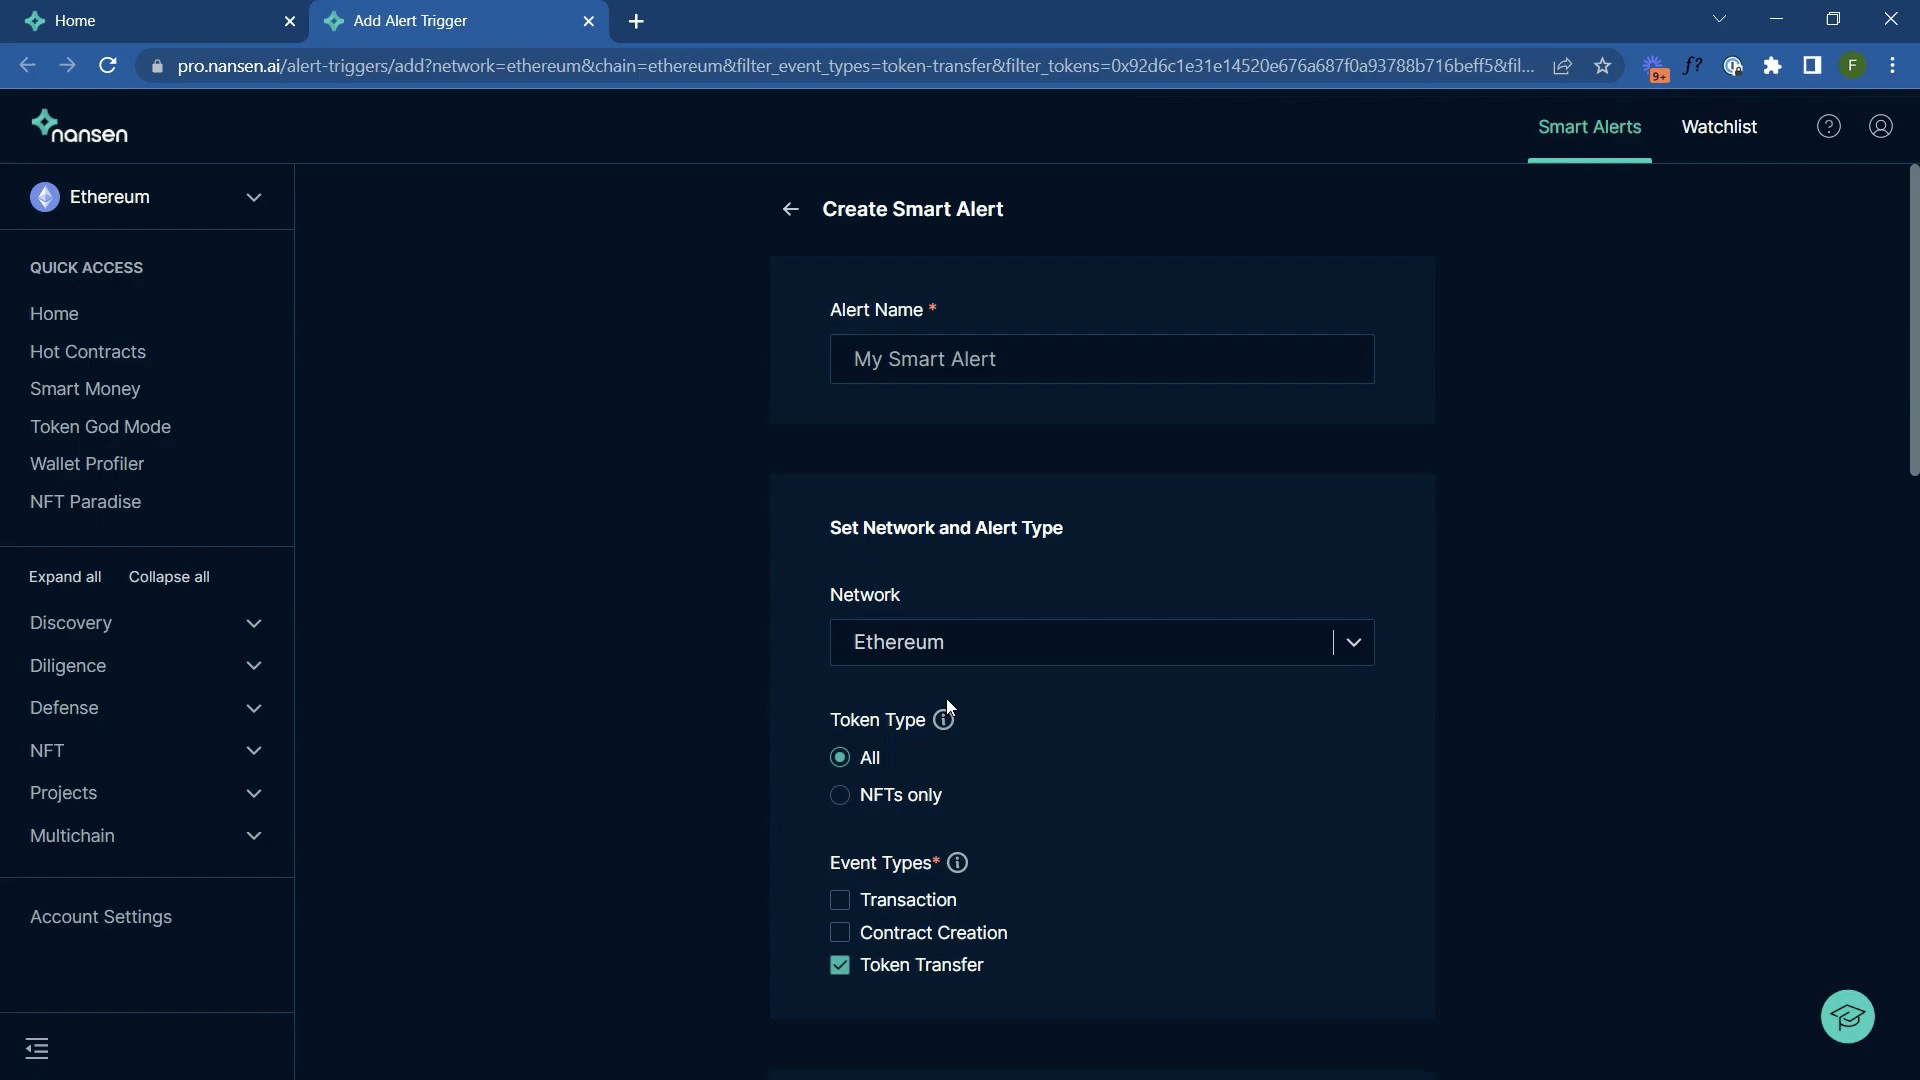 Home
Add Alert Trigger
pro.nansen.ai/alert-triggers/add?network=ethereum&chain=ethereum&filter_event_types=token-transfer&filter_tokens=0x92d6c1e31e14520e676a687f0a93788b716beff5&fil...
9+
f?
F
nansen
Smart Alerts
Watchlist
?
Ethereum
Create Smart Alert
QUICK ACCESS
Home
Hot Contracts
Smart Money
Token God Mode
Wallet Profiler
NFT Paradise
Expand all
Collapse all
Discovery
Diligence
Defense
NFT
Projects
Multichain
Account Settings
Alert Name *
My Smart Alert
Set Network and Alert Type
Network
Ethereum
Token Type
All
NFTs only
Event Types*
Transaction
Contract Creation
Token Transfer